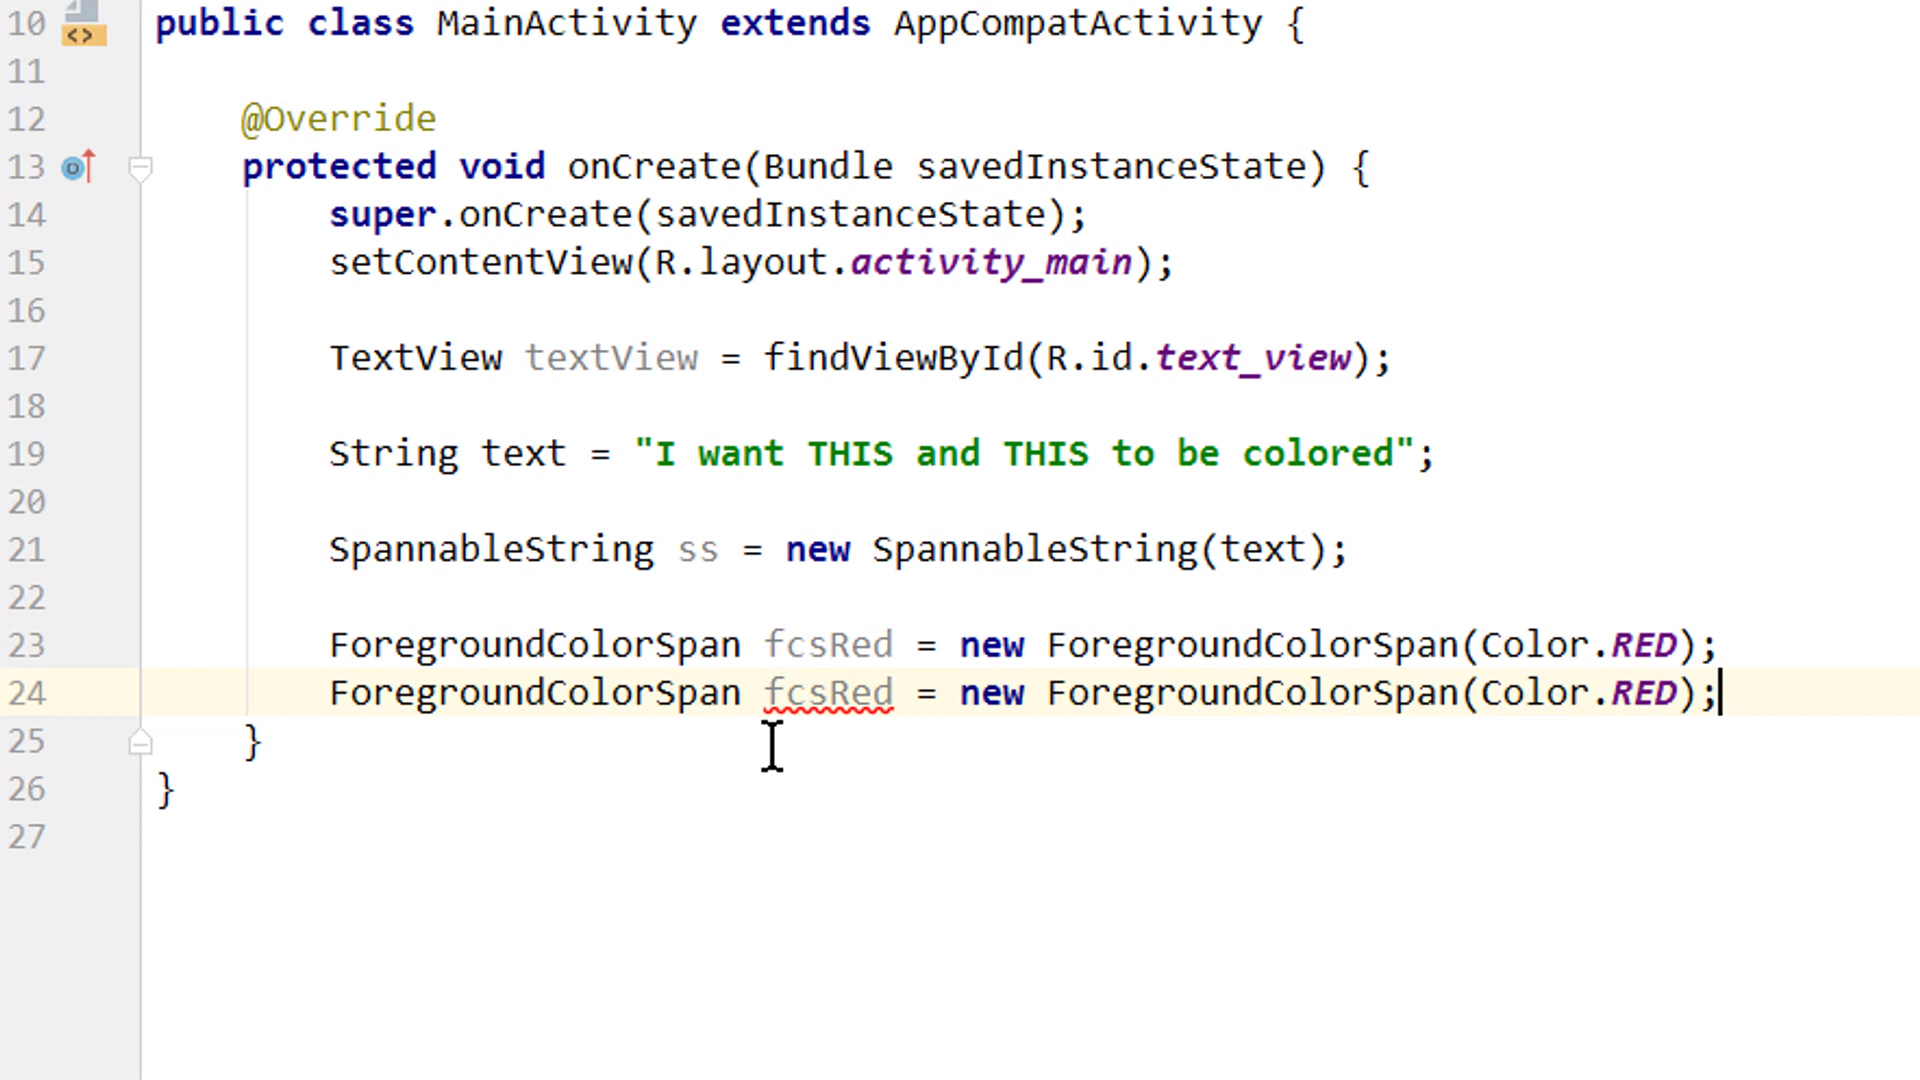 10 public class MainActivity extends AppCompatActivity {
11
12 @Override
13 protected void onCreate(Bundle savedInstanceState) {
14 super.onCreate(savedInstanceState);
15 setContentView(R.layout.activity_main);
16
17 TextView textView = findViewById(R.id.text_view);
18
19 String text = "I want THIS and THIS to be colored";
20
21 SpannableString ss = new SpannableString(text);
22
23 ForegroundColorSpan fcsRed = new ForegroundColorSpan(Color.RED);
24 ForegroundColorSpan fcsRed = new ForegroundColorSpan(Color.RED);
25 }
26 }
27